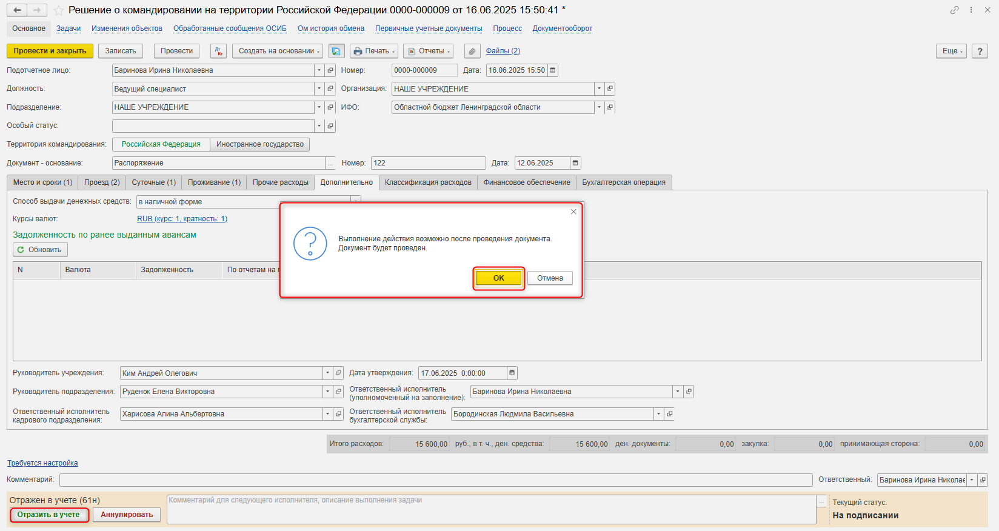 Решение о командировании на территории Российской Федерации 0000-000009 от 16.06.2025 15:50:41 *
Основное Задачи Изменения объектов Обработанные сообщения ОСИБ Ом история обмена Первичные учетные документы Процесс Документооборот
Провести и закрыть Записать Провести Дт Кт Создать на основании Печать Отчеты Файлы (2) Еще ?
Подотчетное лицо: Баринова Ирина Николаевна Номер: 0000-000009 Дата: 16.06.2025 15:50
Должность: Ведущий специалист Организация: НАШЕ УЧРЕЖДЕНИЕ
Подразделение: НАШЕ УЧРЕЖДЕНИЕ ИФО: Областной бюджет Ленинградской области
Особый статус:
Территория командирования: Российская Федерация Иностранное государство
Документ - основание: Распоряжение ... Номер: 122 Дата: 12.06.2025
Место и сроки (1) Проезд (2) Суточные (1) Проживание (1) Прочие расходы Дополнительно Классификация расходов Финансовое обеспечение Бухгалтерская операция
Способ выдачи денежных средств: в наличной форме
Курсы валют: RUB (курс: 1, кратность: 1)
Задолженность по ранее выданным авансам
Обновить
N Валюта Задолженность По отчетам на
Выполнение действия возможно после проведения документа.
Документ будет проведен.
OK Отмена
Руководитель учреждения: Ким Андрей Олегович Дата утверждения: 17.06.2025 0:00:00
Руководитель подразделения: Руденок Елена Викторовна Ответственный исполнитель (уполномоченный на заполнение): Баринова Ирина Николаевна
Ответственный исполнитель кадрового подразделения: Харисова Алина Альбертовна Ответственный исполнитель бухгалтерской службы: Бородинская Людмила Васильевна
Итого расходов: 15 600,00 руб., в т. ч., ден. средства: 15 600,00 ден. документы: 0,00 закупка: 0,00 принимающая сторона: 0,00
Требуется настройка
Комментарий: Ответственный: Баринова Ирина Николае
Отражен в учете (61н) Комментарий для следующего исполнителя, описание выполнения задачи ... Текущий статус:
Отразить в учете Аннулировать На подписании